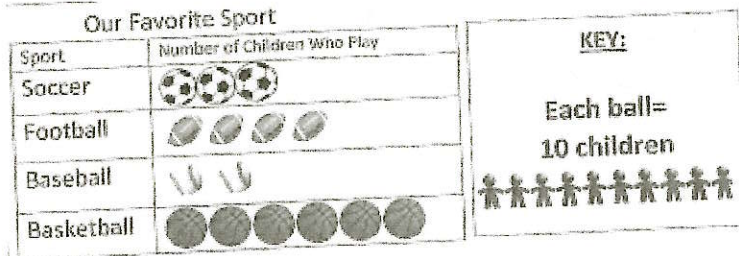 Our Favorite Sport
Sport Number of Children Who Play
Soccer
Football
Baseball
Basketball
KEY:
Each ball=
10 children